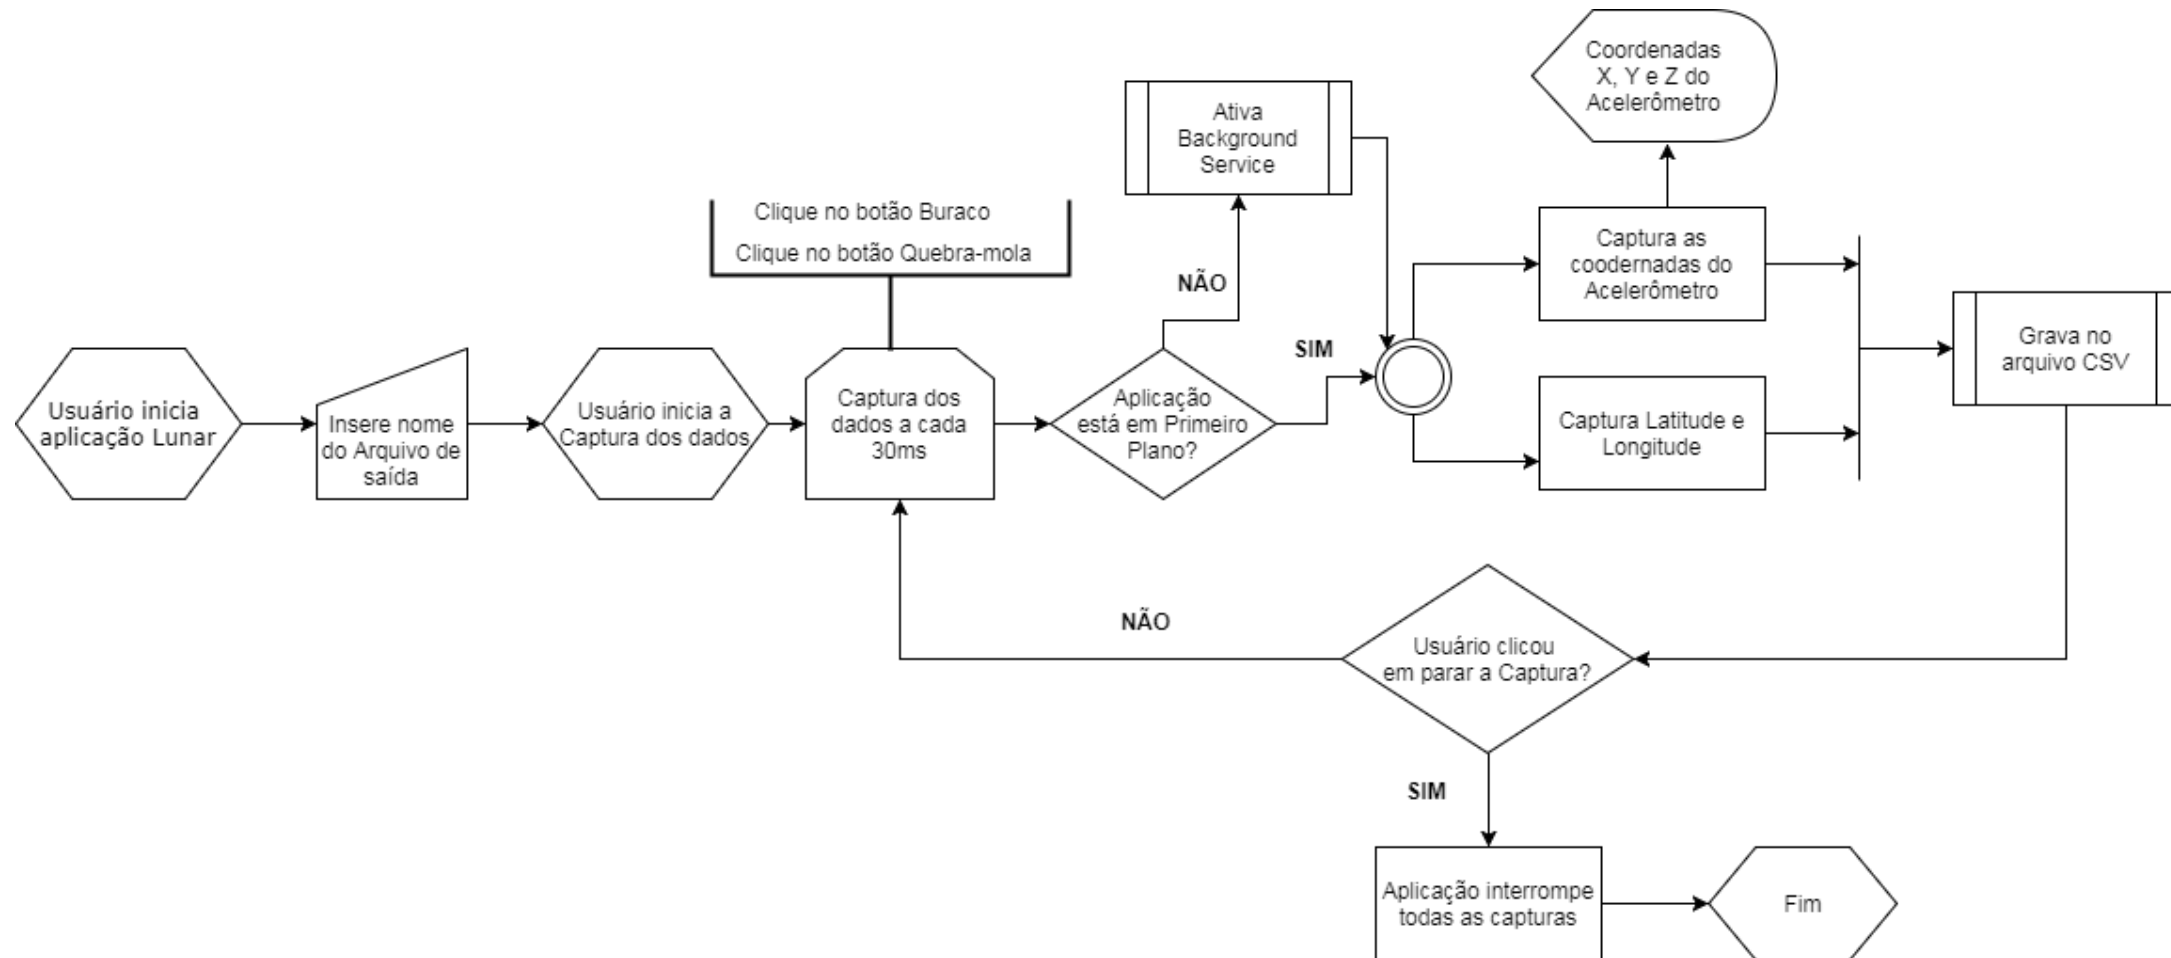 Usuário inicia
aplicação Lunar
Insere nome
do Arquivo de
saída
Usuário inicia a
Captura dos dados
Clique no botão Buraco
Clique no botão Quebra-mola
Captura dos
dados a cada
30ms
Aplicação
está em Primeiro
Plano?
NÃO
Ativa
Background
Service
SIM
Coordenadas
X, Y e Z do
Acelerômetro
Captura as
coodernadas do
Acelerômetro
Captura Latitude e
Longitude
Grava no
arquivo CSV
Usuário clicou
em parar a Captura?
NÃO
SIM
Aplicação interrompe
todas as capturas
Fim